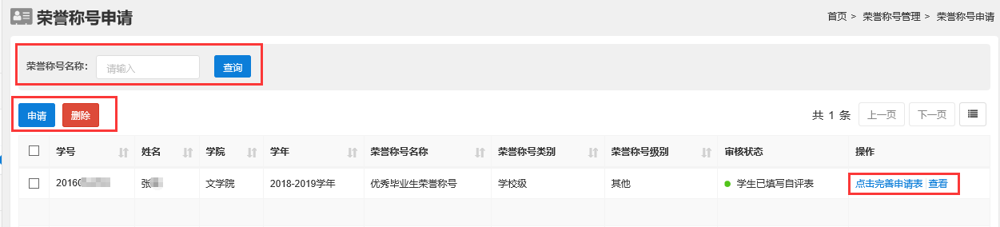 荣誉称号申请
首页 > 荣誉称号管理 > 荣誉称号申请
荣誉称号名称: 请输入 查询
申请 删除 共 1 条 上一页 下一页
学号 姓名 学院 学年 荣誉称号名称 荣誉称号类别 荣誉称号级别 审核状态 操作
20160 张 文学院 2018-2019学年 优秀毕业生荣誉称号 学校级 其他 学生已填写自评表 点击完善申请表 查看